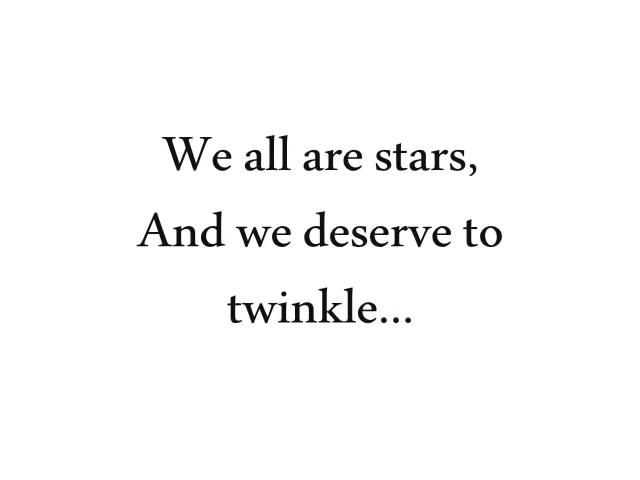 We all are stars,
And we deserve to
twinkle...